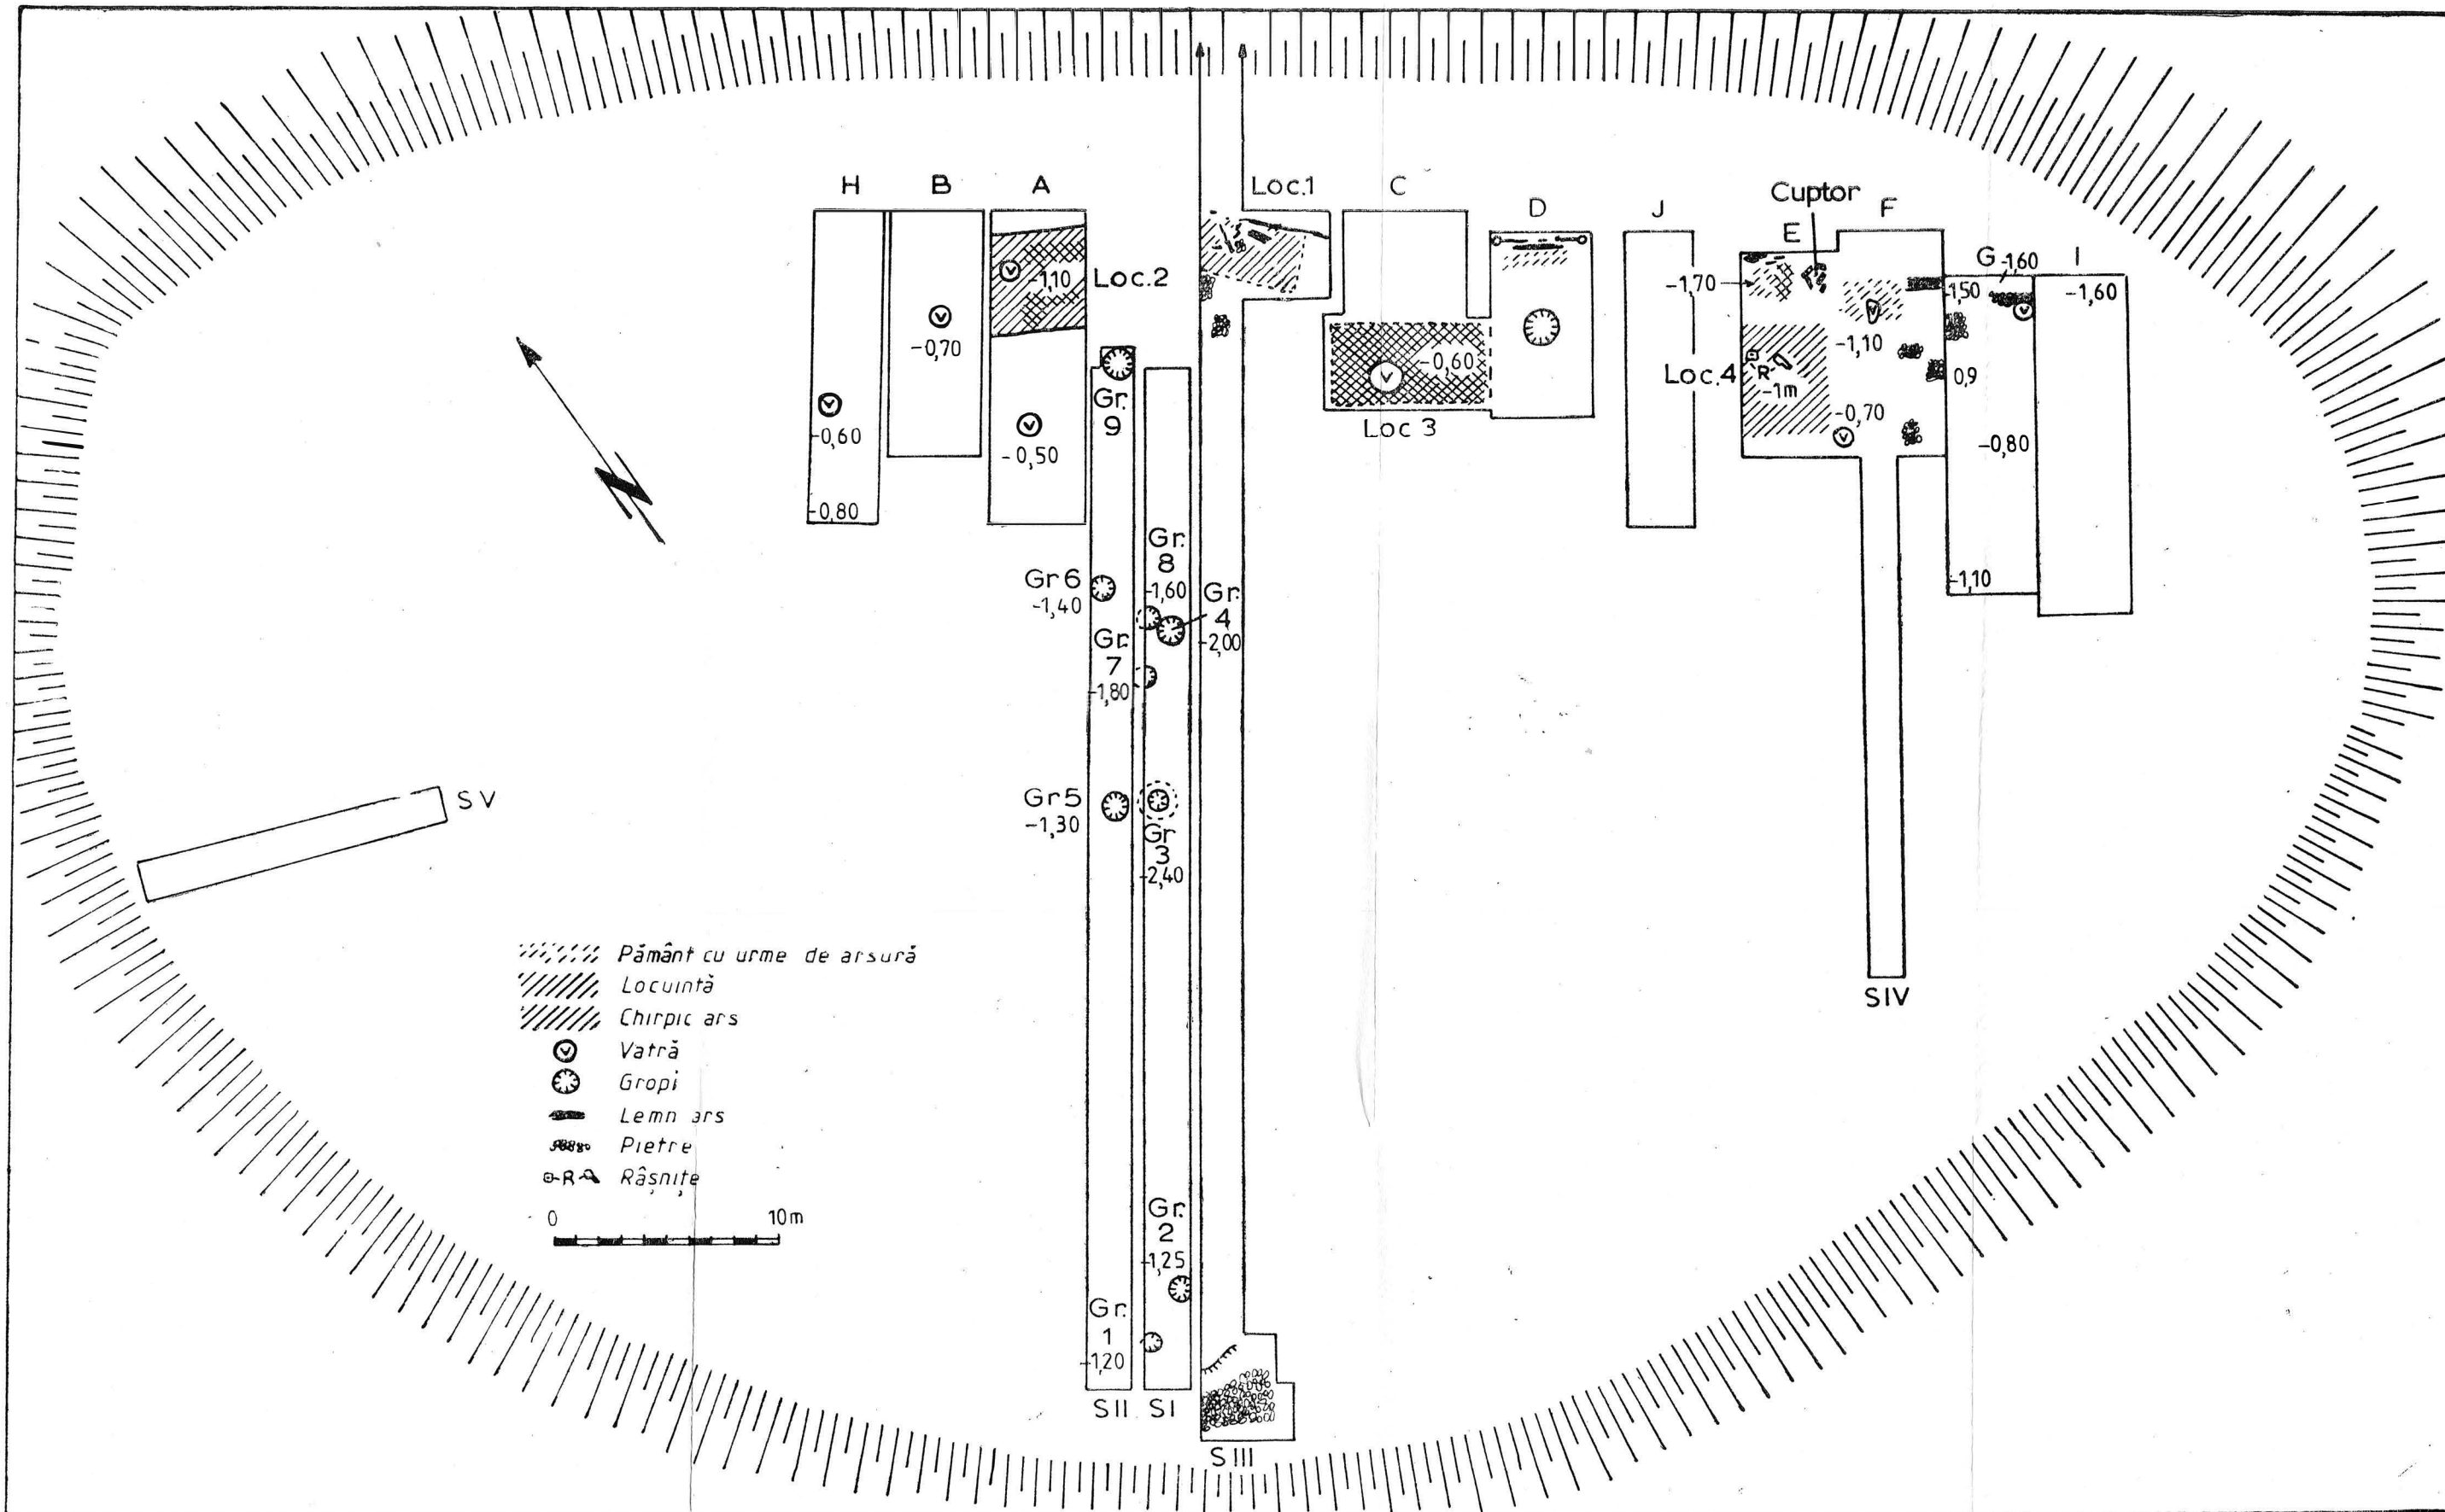 H
B
A
Loc.1
C
D
J
Cuptor
E
F
G
-1,60
I
-1,10
Loc.2
-1,70
-1,50
-1,60
-0,70
-0,60
-1,10
Loc.4
R
-1m
0,9
Gr.
9
Loc 3
-0,60
-0,50
-0,70
-0,80
-0,80
Gr.
8
-1,60
Gr 6
-1,40
Gr.
4
-2,00
-1,10
Gr.
7
-1,80
SV
Gr5
-1,30
Gr
3
-2,40
Pământ cu urme de arsură
Locuintă
Chirpic ars
Vatră
Gropi
Lemn ars
Pietre
R
Râșnițe
SIV
0 10m
Gr.
2
-1,25
Gr.
1
-1,20
SII
SI
SIII
N